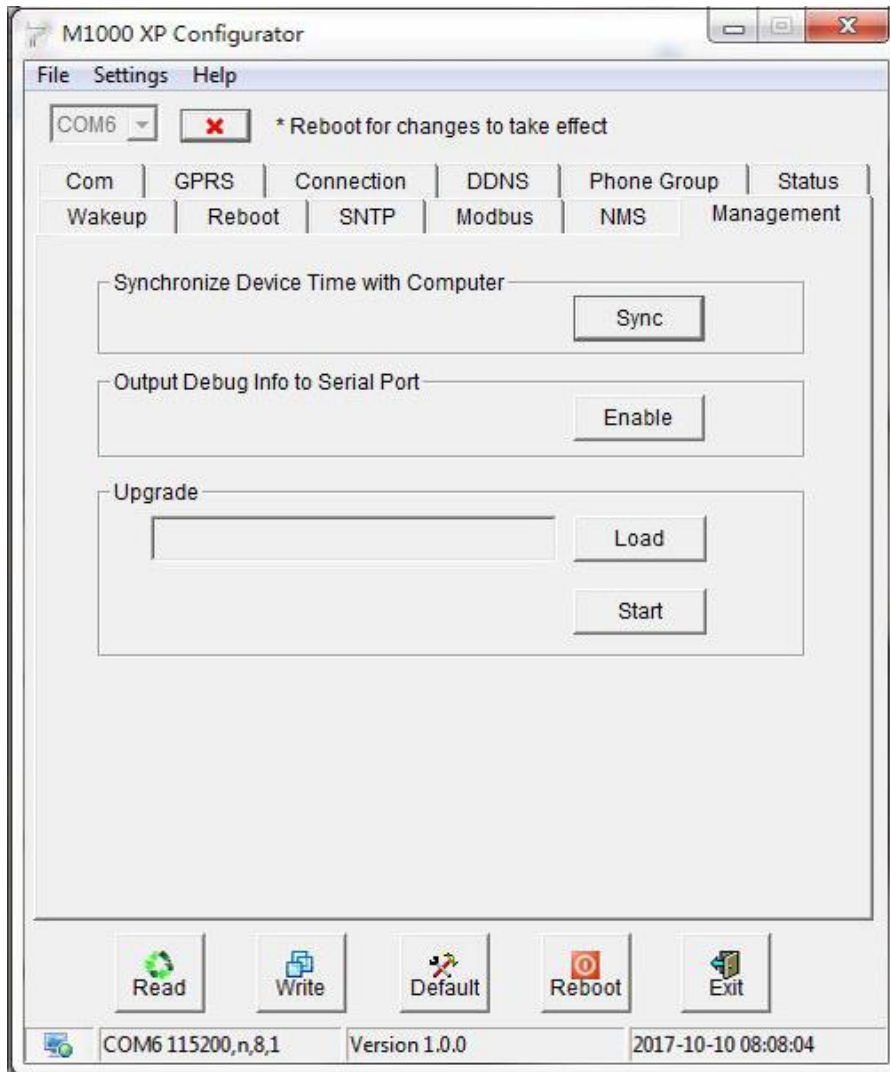 M1000 XP Configurator
File Settings Help
COM6 * Reboot for changes to take effect
Com GPRS Connection DDNS Phone Group Status
Wakeup Reboot SNTP Modbus NMS Management
Synchronize Device Time with Computer
Sync
Output Debug Info to Serial Port
Enable
Upgrade
Load
Start
Read Write Default Reboot Exit
COM6 115200,n,8,1 Version 1.0.0 2017-10-10 08:08:04